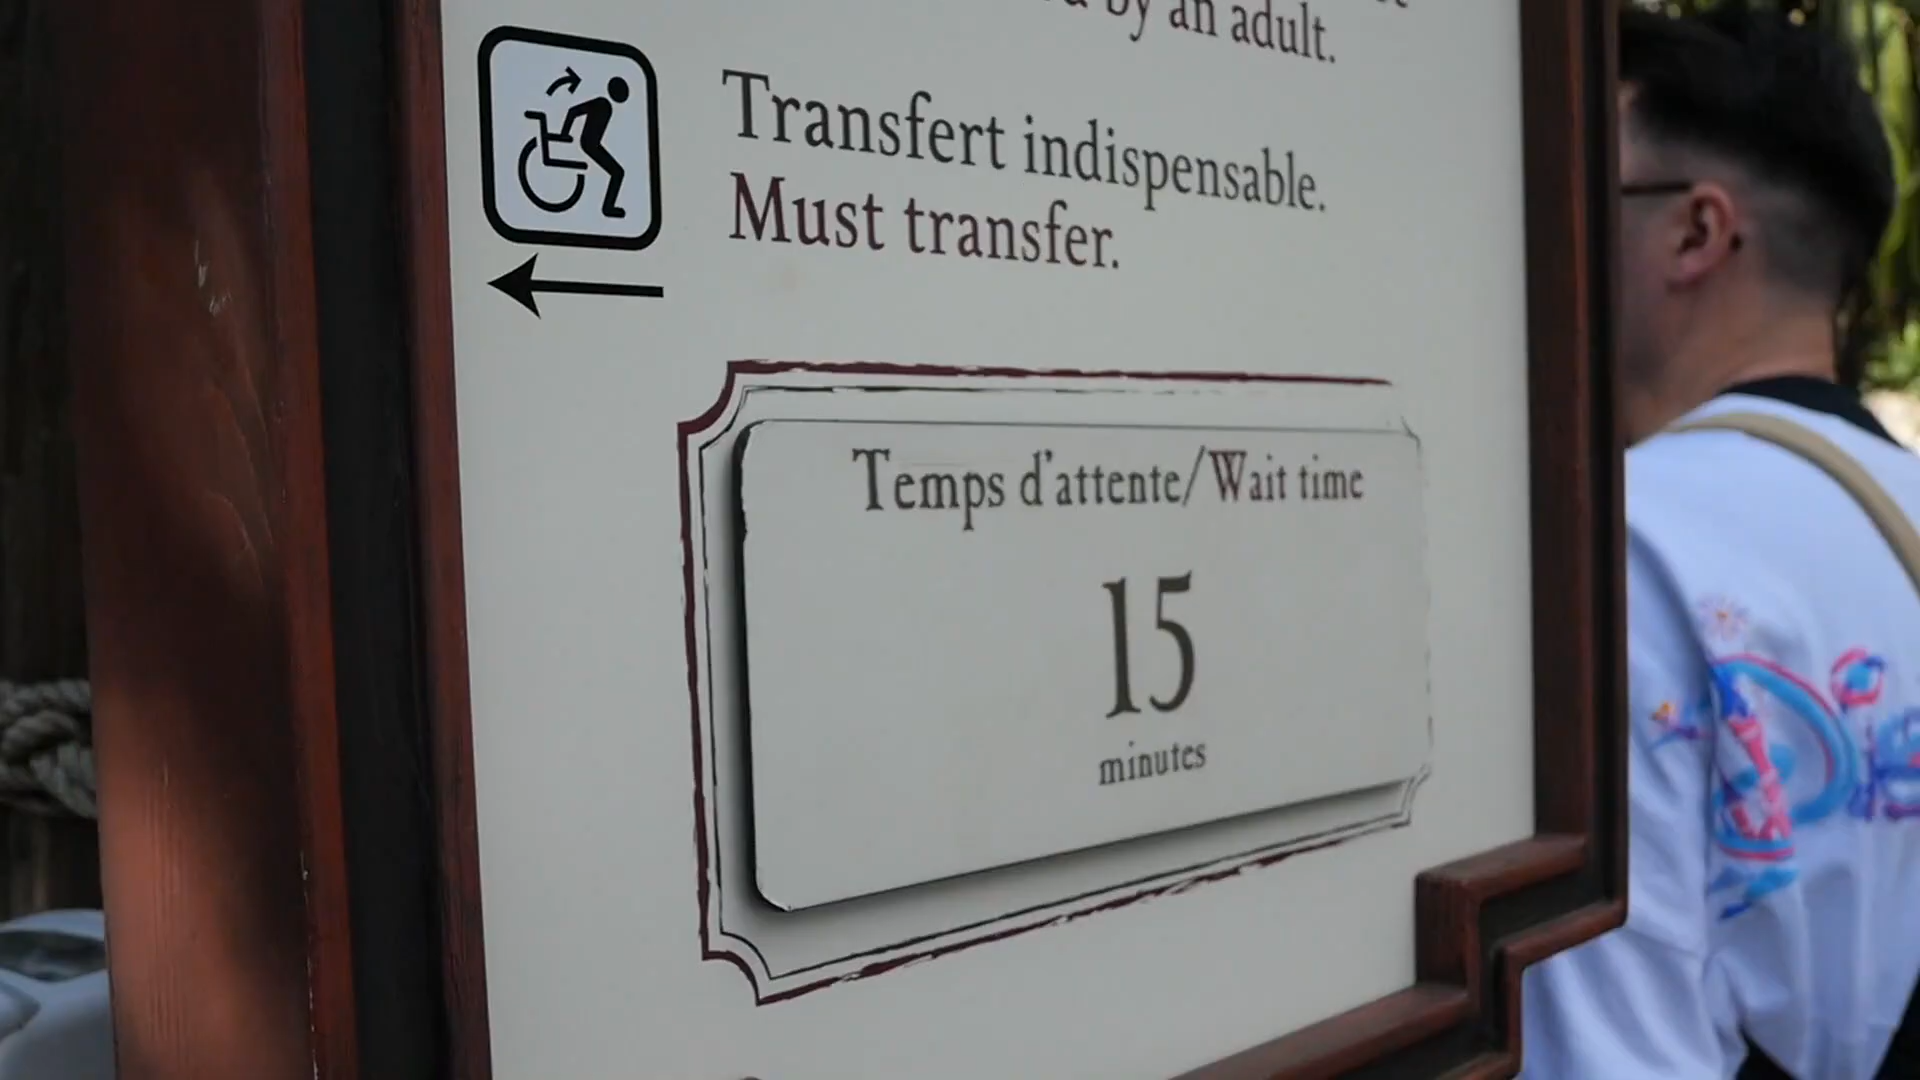 by an adult.
Transfert indispensable.
Must transfer.
Temps d'attente/Wait time
15
minutes